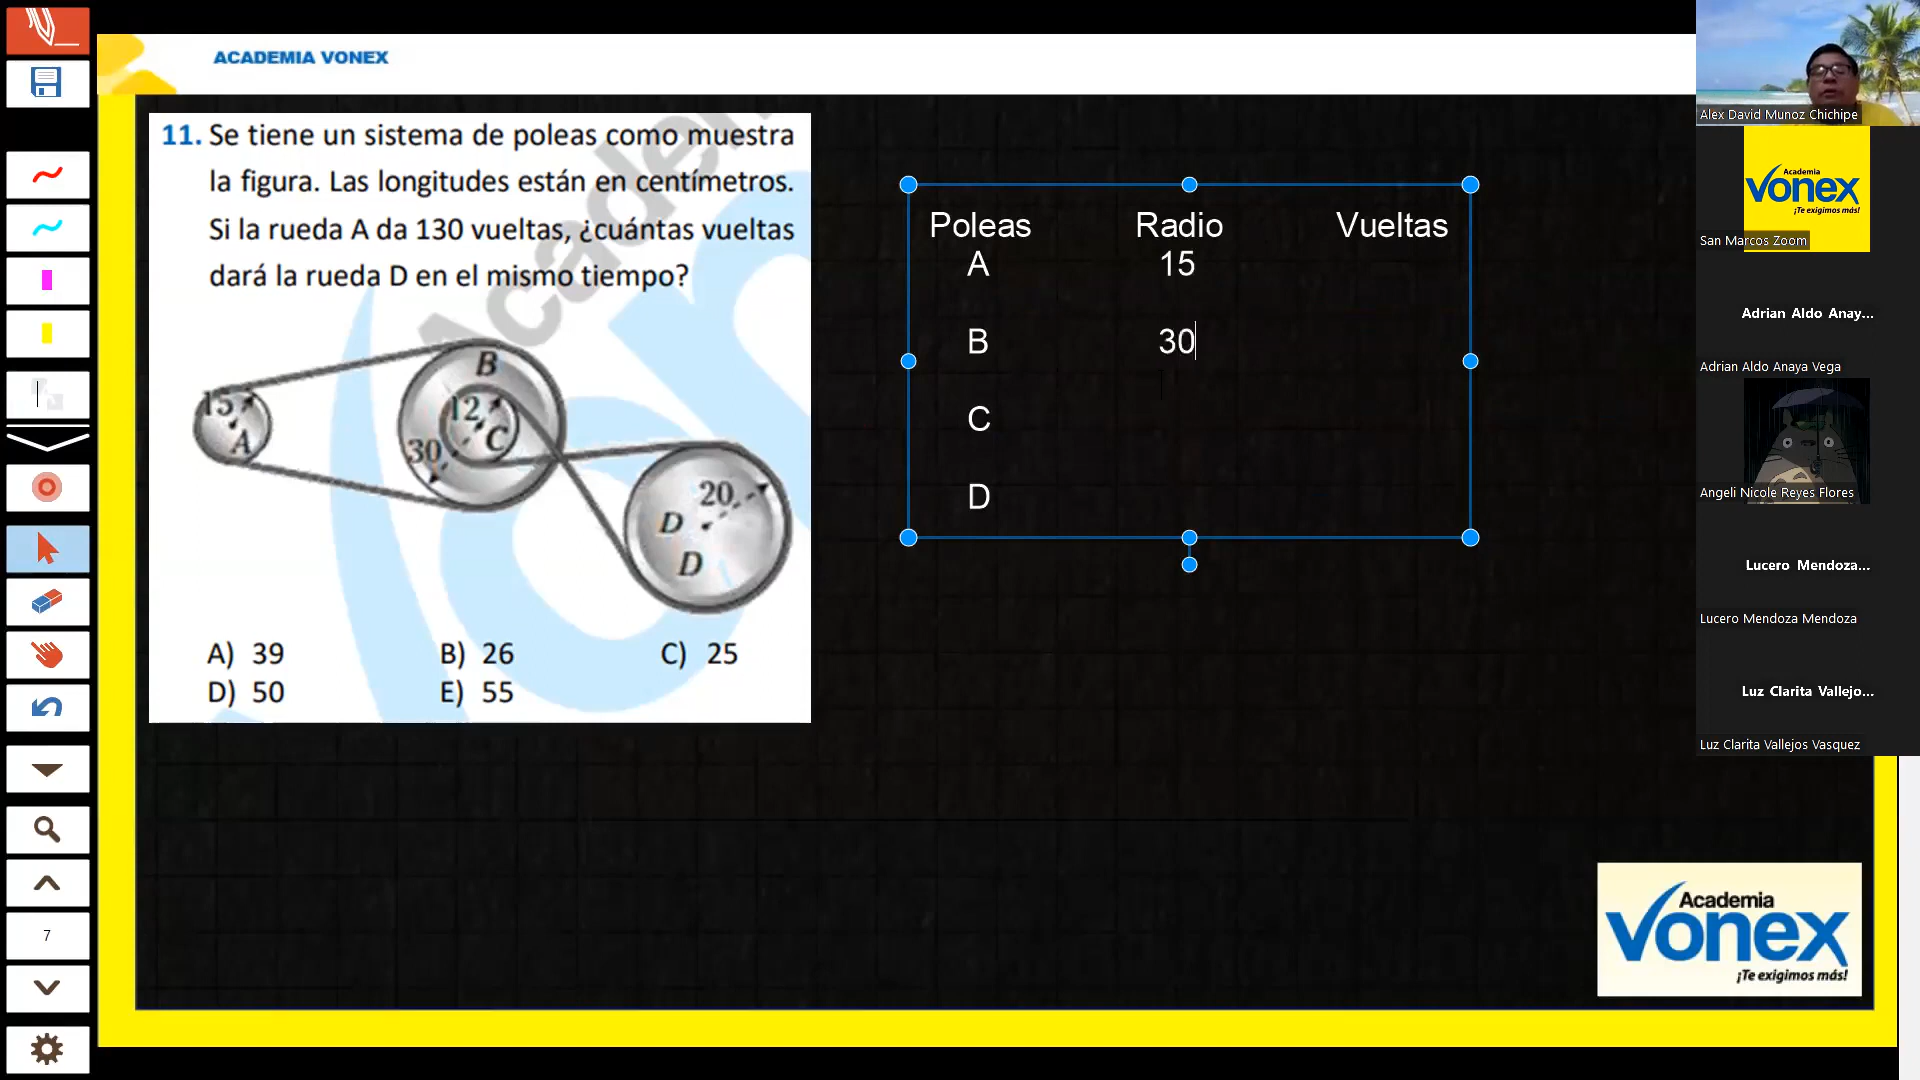 ACADEMIA VONEX
11. Se tiene un sistema de poleas como muestra
la figura. Las longitudes están en centímetros.
Si la rueda A da 130 vueltas, ¿cuántas vueltas
dará la rueda D en el mismo tiempo?
B
15
A
12
C
30
20
D
D
A) 39 B) 26 C) 25
D) 50 E) 55
Poleas Radio Vueltas
A 15
B 30
C
D
7
Alex David Munoz Chichipe
Academia
vonex
¡Te exigimos más!
San Marcos Zoom
Adrian Aldo Anay...
Adrian Aldo Anaya Vega
Angeli Nicole Reyes Flores
Lucero Mendoza...
Lucero Mendoza Mendoza
Luz Clarita Vallejo...
Luz Clarita Vallejos Vasquez
Academia
vonex
¡Te exigimos más!